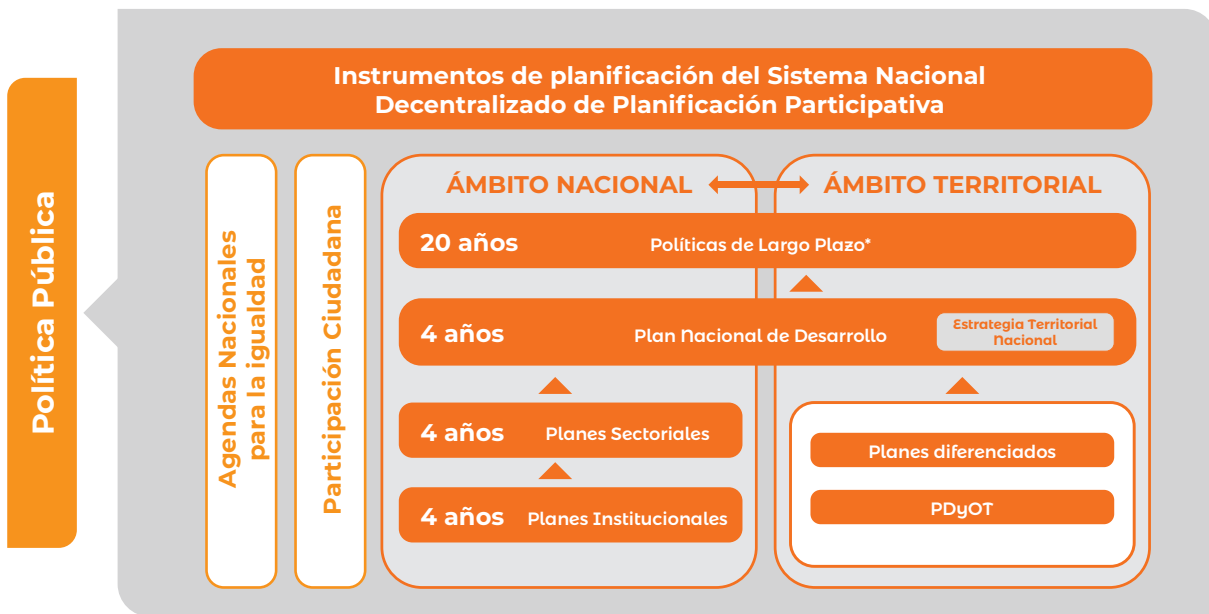 Política Pública
Instrumentos de planificación del Sistema Nacional
Decentralizado de Planificación Participativa
Agendas Nacionales
para la igualdad
Participación Ciudadana
ÁMBITO NACIONAL
ÁMBITO TERRITORIAL
20 años Políticas de Largo Plazo*
4 años Plan Nacional de Desarrollo
Estrategia Territorial
Nacional
4 años Planes Sectoriales
4 años Planes Institucionales
Planes diferenciados
PDyOT